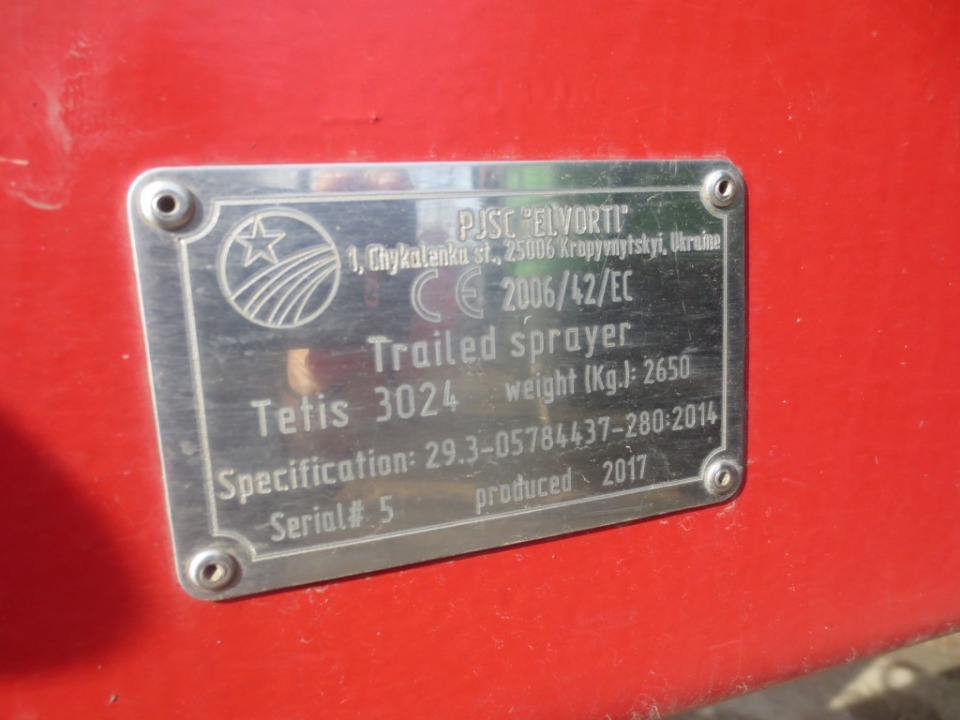 PJSC "ELVORTI"
1, Chykalenka st., 25006 Kropyvnytskyi, Ukraine
CE 2006/42/EC
Trailed sprayer
Tetis 3024 weight (Kg.): 2650
Specification: 29.3-05784437-280:2014
Serial# 5 produced 2017